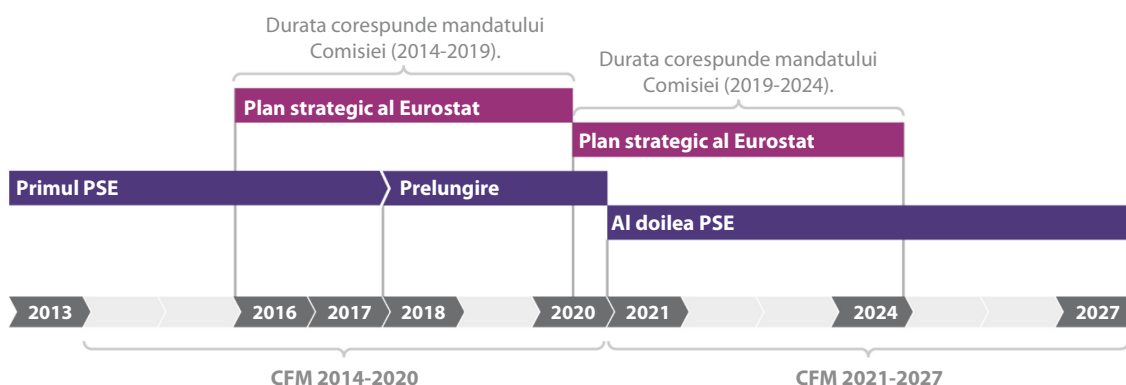 Durata corespunde mandatului
Comisiei (2014-2019).
Durata corespunde mandatului
Comisiei (2019-2024).
Plan strategic al Eurostat
Plan strategic al Eurostat
Primul PSE
Prelungire
Al doilea PSE
2013
2016
2017
2018
2020
2021
2024
2027
CFM 2014-2020
CFM 2021-2027